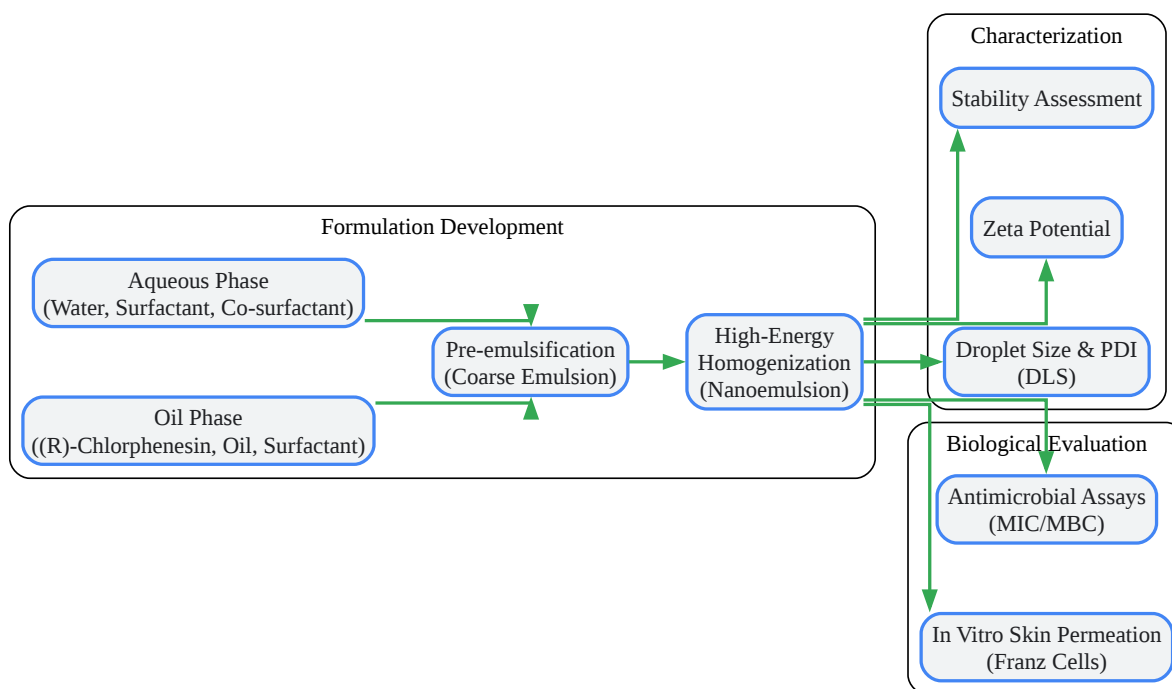 Formulation Development
Aqueous Phase
(Water, Surfactant, Co-surfactant)
Oil Phase
((R)-Chlorphenesin, Oil, Surfactant)
Pre-emulsification
(Coarse Emulsion)
High-Energy
Homogenization
(Nanoemulsion)
Characterization
Stability Assessment
Zeta Potential
Droplet Size & PDI
(DLS)
Biological Evaluation
Antimicrobial Assays
(MIC/MBC)
In Vitro Skin Permeation
(Franz Cells)